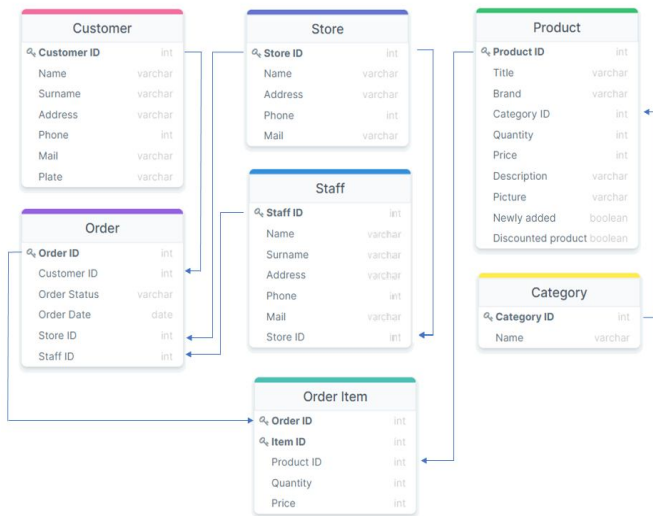 Customer
Customer ID int
Name varchar
Surname varchar
Address varchar
Phone int
Mail varchar
Plate varchar
Store
Store ID int
Name varchar
Address varchar
Phone int
Mail varchar
Product
Product ID int
Title varchar
Brand varchar
Category ID int
Quantity int
Price int
Description varchar
Picture varchar
Newly added boolean
Discounted product boolean
Order
Order ID int
Customer ID int
Order Status varchar
Order Date date
Store ID int
Staff ID int
Staff
Staff ID int
Name varchar
Surname varchar
Address varchar
Phone int
Mail varchar
Store ID int
Category
Category ID int
Name varchar
Order Item
Order ID int
Item ID int
Product ID int
Quantity int
Price int